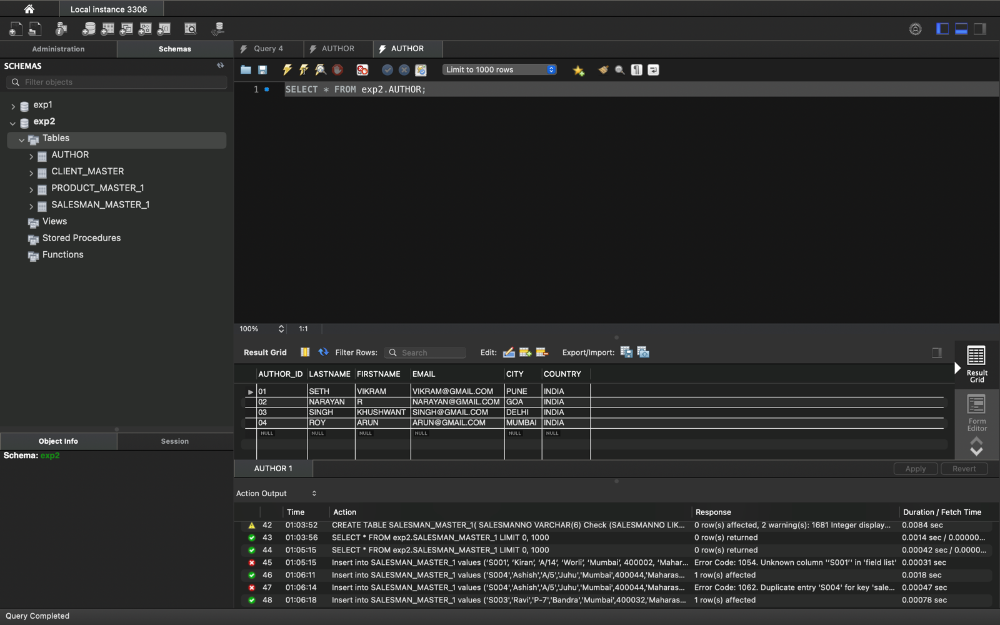 Local instance 3306
Administration
Schemas
Query 4
AUTHOR
AUTHOR
SCHEMAS
Filter objects
Limit to 1000 rows
1
SELECT * FROM exp2.AUTHOR;
exp1
exp2
Tables
AUTHOR
CLIENT_MASTER
PRODUCT_MASTER_1
SALESMAN_MASTER_1
Views
Stored Procedures
Functions
100%
1:1
Result Grid
Filter Rows:
Search
Edit:
Export/Import:
Result Grid
Form Editor
AUTHOR_ID LASTNAME FIRSTNAME EMAIL CITY COUNTRY
01 SETH VIKRAM VIKRAM@GMAIL.COM PUNE INDIA
02 NARAYAN R NARAYAN@GMAIL.COM GOA INDIA
03 SINGH KHUSHWANT SINGH@GMAIL.COM DELHI INDIA
04 ROY ARUN ARUN@GMAIL.COM MUMBAI INDIA
NULL NULL NULL NULL NULL NULL
Object Info
Session
Schema: exp2
AUTHOR 1
Apply
Revert
Action Output
Time Action Response Duration / Fetch Time
42 01:03:52 CREATE TABLE SALESMAN_MASTER_1( SALESMANNO VARCHAR(6) Check (SALESMANNO LIK... 0 row(s) affected, 2 warning(s): 1681 Integer display... 0.0084 sec
43 01:03:56 SELECT * FROM exp2.SALESMAN_MASTER_1 LIMIT 0, 1000 0 row(s) returned 0.0014 sec / 0.00000...
44 01:05:15 SELECT * FROM exp2.SALESMAN_MASTER_1 LIMIT 0, 1000 0 row(s) returned 0.00042 sec / 0.0000...
45 01:05:15 Insert into SALESMAN_MASTER_1 values (‘S001’, ‘Kiran’, ‘A/14’, ‘Worli’, ‘Mumbai’, 400002, ‘Mahar... Error Code: 1054. Unknown column '‘S001’' in 'field list' 0.00031 sec
46 01:06:11 Insert into SALESMAN_MASTER_1 values ('S004','Ashish','A/5','Juhu','Mumbai',400044,'Maharas... 1 row(s) affected 0.0018 sec
47 01:06:14 Insert into SALESMAN_MASTER_1 values ('S004','Ashish','A/5','Juhu','Mumbai',400044,'Maharas... Error Code: 1062. Duplicate entry 'S004' for key 'sale... 0.00047 sec
48 01:06:18 Insert into SALESMAN_MASTER_1 values ('S003','Ravi','P-7','Bandra','Mumbai',400032,'Maharas... 1 row(s) affected 0.00078 sec
Query Completed